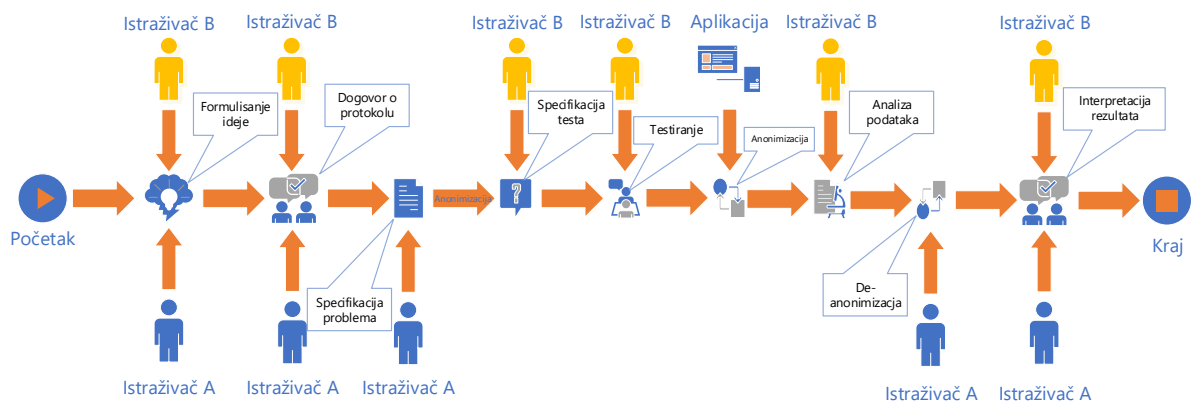 Istraživač B
Istraživač B
Istraživač B
Istraživač B
Aplikacija
Istraživač B
Istraživač B
Formulisanje
ideje
Dogovor o
protokolu
Specifikacija
testa
Testiranje
Anonimizacija
Analiza
podataka
Interpretacija
rezultata
Početak
Anonimizacija
Kraj
Specifikacija
problema
De-
anonimizacja
Istraživač A
Istraživač A
Istraživač A
Istraživač A
Istraživač A